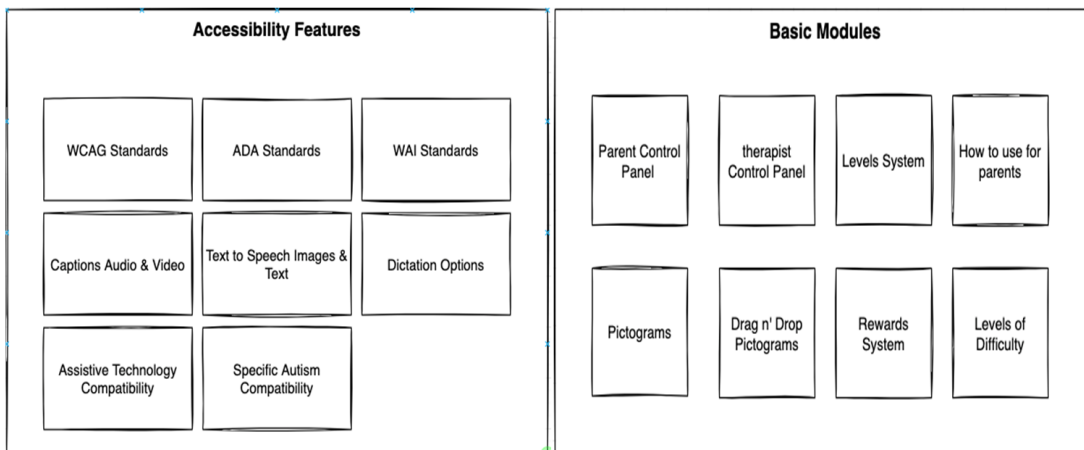 Accessibility Features
WCAG Standards
ADA Standards
WAI Standards
Captions Audio & Video
Text to Speech Images &
Text
Dictation Options
Assistive Technology
Compatibility
Specific Autism
Compatibility
Basic Modules
Parent Control
Panel
therapist
Control Panel
Levels System
How to use for
parents
Pictograms
Drag n' Drop
Pictograms
Rewards
System
Levels of
Difficulty